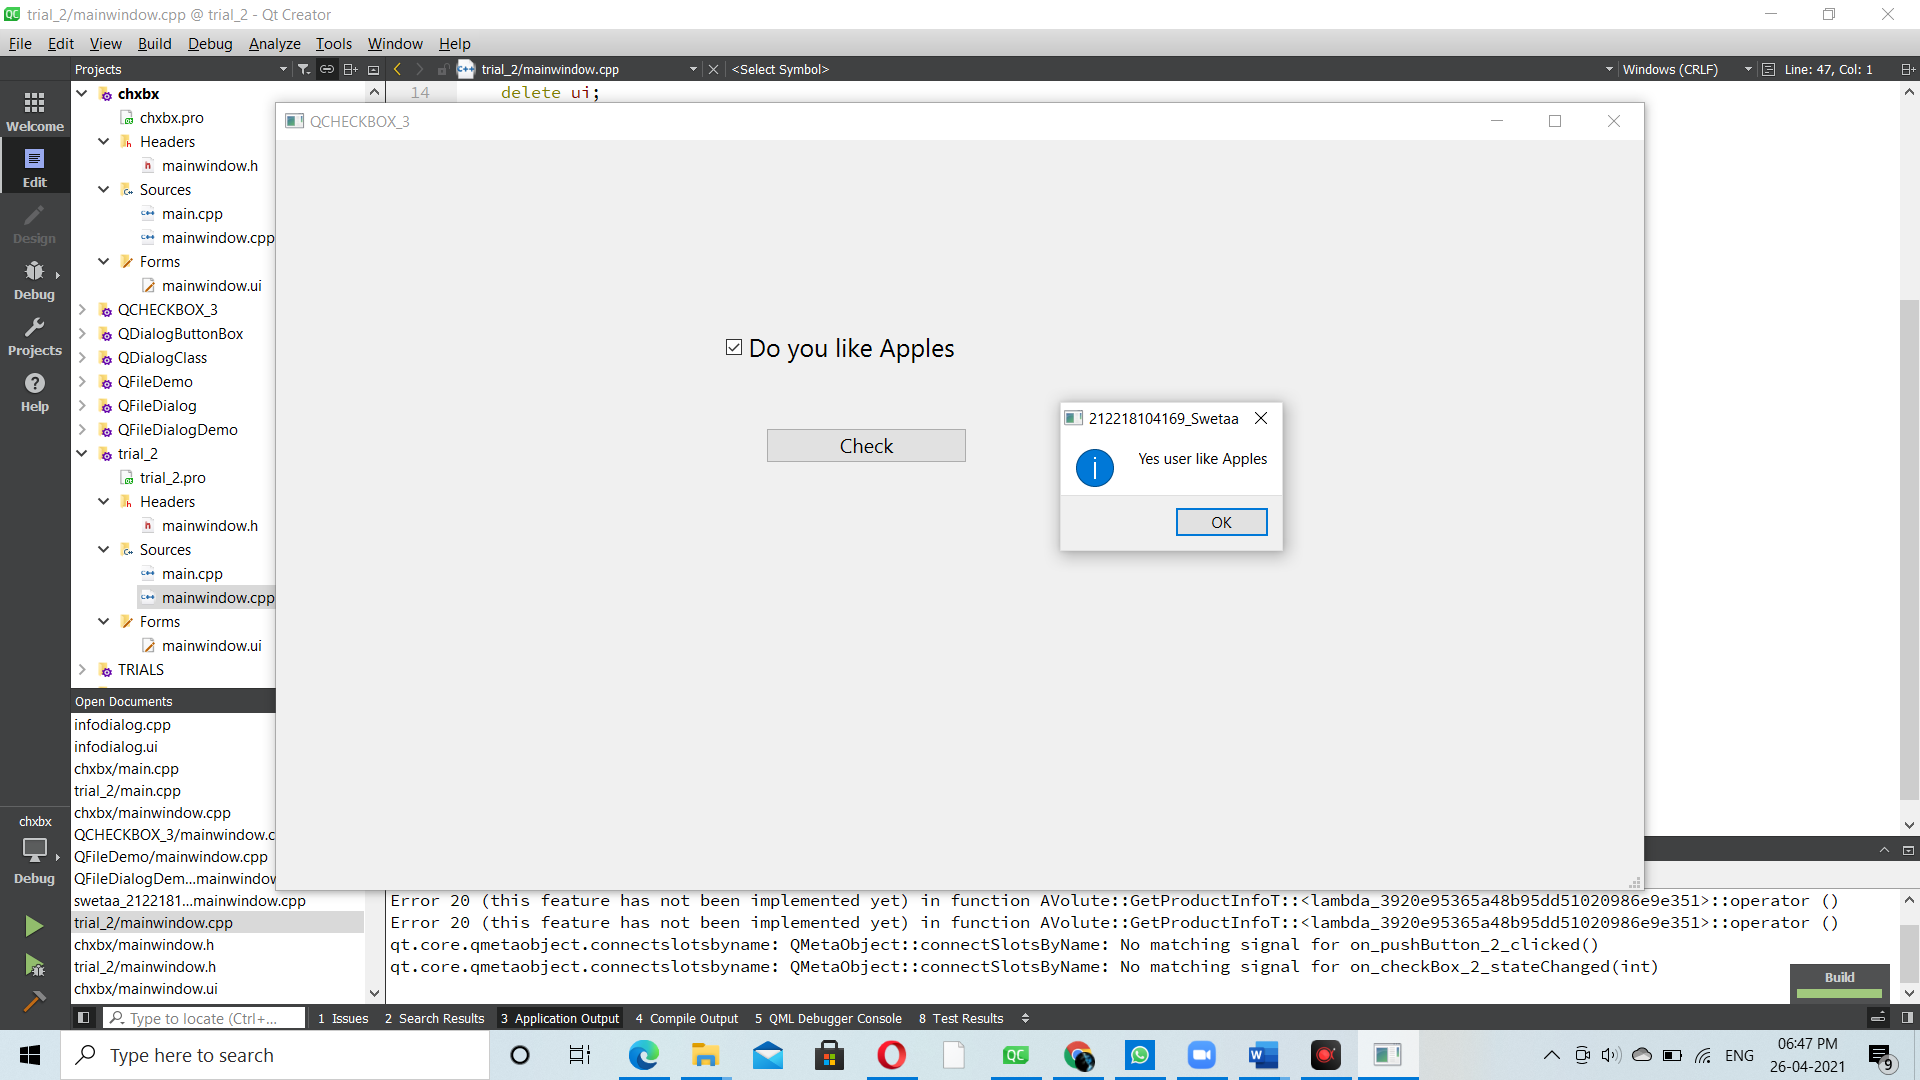 trial_2/mainwindow.cpp @ trial_2 - Qt Creator
File Edit View Build Debug Analyze Tools Window Help
Projects
trial_2/mainwindow.cpp
<Select Symbol>
Windows (CRLF)
Line: 47, Col: 1
Welcome
Edit
Design
Debug
Projects
Help
chxbx
Debug
chxbx
chxbx.pro
Headers
mainwindow.h
Sources
main.cpp
mainwindow.cpp
Forms
mainwindow.ui
QCHECKBOX_3
QDialogButtonBox
QDialogClass
QFileDemo
QFileDialog
QFileDialogDemo
trial_2
trial_2.pro
Headers
mainwindow.h
Sources
main.cpp
mainwindow.cpp
Forms
mainwindow.ui
TRIALS
Open Documents
infodialog.cpp
infodialog.ui
chxbx/main.cpp
trial_2/main.cpp
chxbx/mainwindow.cpp
QCHECKBOX_3/mainwindow.c
QFileDemo/mainwindow.cpp
QFileDialogDem...mainwindow
swetaa_2122181...mainwindow.cpp
trial_2/mainwindow.cpp
chxbx/mainwindow.h
trial_2/mainwindow.h
chxbx/mainwindow.ui
14 delete ui;
QCHECKBOX_3
Do you like Apples
Check
212218104169_Swetaa
Yes user like Apples
OK
Error 20 (this feature has not been implemented yet) in function AVolute::GetProductInfoT::<lambda_3920e95365a48b95dd51020986e9e351>::operator ()
Error 20 (this feature has not been implemented yet) in function AVolute::GetProductInfoT::<lambda_3920e95365a48b95dd51020986e9e351>::operator ()
qt.core.qmetaobject.connectslotsbyname: QMetaObject::connectSlotsByName: No matching signal for on_pushButton_2_clicked()
qt.core.qmetaobject.connectslotsbyname: QMetaObject::connectSlotsByName: No matching signal for on_checkBox_2_stateChanged(int)
Build
Type to locate (Ctrl+...
1 Issues 2 Search Results 3 Application Output 4 Compile Output 5 QML Debugger Console 8 Test Results
Type here to search
ENG
06:47 PM
26-04-2021
9